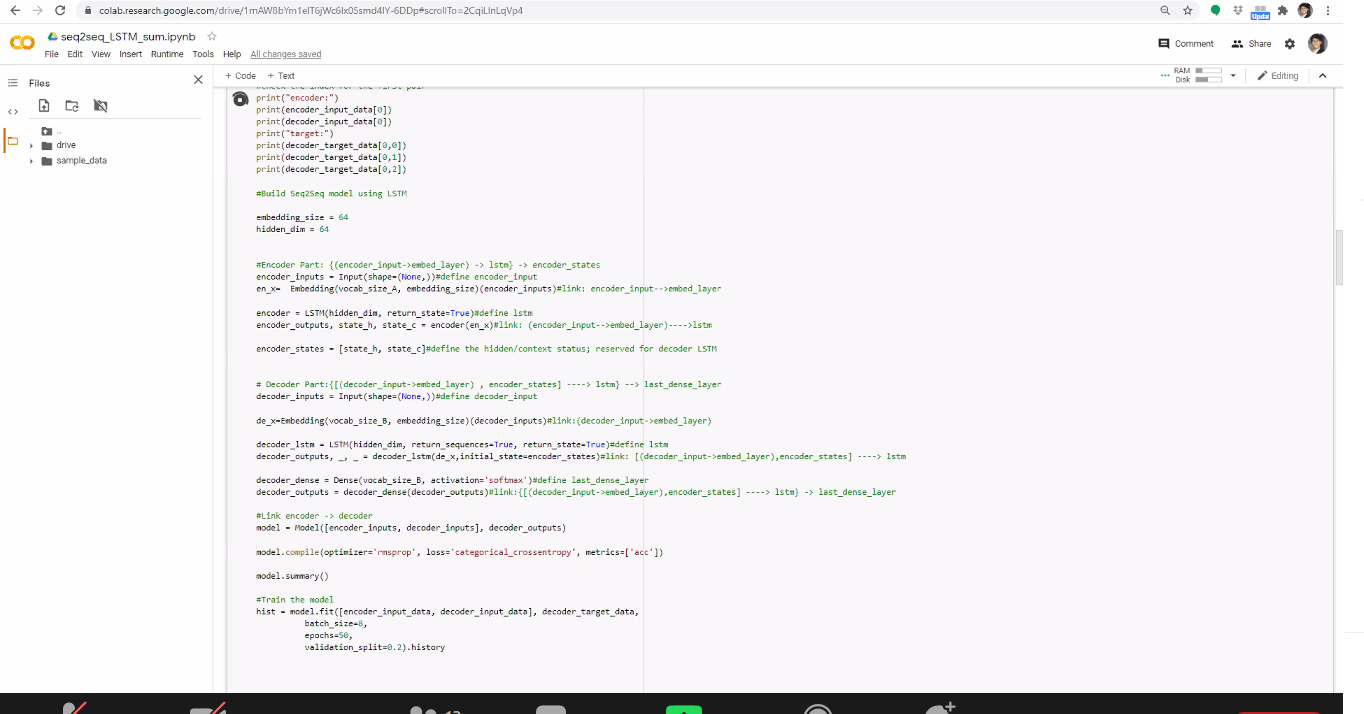 colab.research.google.com/drive/1rnAW8bYm1eIT6jWc6Ix05smd4IY-6DDp#scrollTo=2CqiLInLqVp4
Update
seq2seq_LSTM_sum.ipynb
File Edit View Insert Runtime Tools Help All changes saved
Comment Share
Files
+ Code + Text
RAM
Disk
Editing
..
drive
sample_data
#check the index for the first pair
print("encoder:")
print(encoder_input_data[0])
print(decoder_input_data[0])
print("target:")
print(decoder_target_data[0,0])
print(decoder_target_data[0,1])
print(decoder_target_data[0,2])
#Build Seq2Seq model using LSTM
embedding_size = 64
hidden_dim = 64
#Encoder Part: {(encoder_input->embed_layer) -> lstm} -> encoder_states
encoder_inputs = Input(shape=(None,))#define encoder_input
en_x=  Embedding(vocab_size_A, embedding_size)(encoder_inputs)#link: encoder_input-->embed_layer
encoder = LSTM(hidden_dim, return_state=True)#define lstm
encoder_outputs, state_h, state_c = encoder(en_x)#link: (encoder_input-->embed_layer)---->lstm
encoder_states = [state_h, state_c]#define the hidden/context status; reserved for decoder LSTM
# Decoder Part:{[(decoder_input->embed_layer) , encoder_states] ----> lstm} --> last_dense_layer
decoder_inputs = Input(shape=(None,))#define decoder_input
de_x=Embedding(vocab_size_B, embedding_size)(decoder_inputs)#link:(decoder_input->embed_layer)
decoder_lstm = LSTM(hidden_dim, return_sequences=True, return_state=True)#define lstm
decoder_outputs, _, _ = decoder_lstm(de_x,initial_state=encoder_states)#link: [(decoder_input->embed_layer),encoder_states] ----> lstm
decoder_dense = Dense(vocab_size_B, activation='softmax')#define last_dense_layer
decoder_outputs = decoder_dense(decoder_outputs)#link:{[(decoder_input->embed_layer),encoder_states] ----> lstm} -> last_dense_layer
#Link encoder -> decoder
model = Model([encoder_inputs, decoder_inputs], decoder_outputs)
model.compile(optimizer='rmsprop', loss='categorical_crossentropy', metrics=['acc'])
model.summary()
#Train the model
hist = model.fit([encoder_input_data, decoder_input_data], decoder_target_data,
batch_size=8,
epochs=50,
validation_split=0.2).history